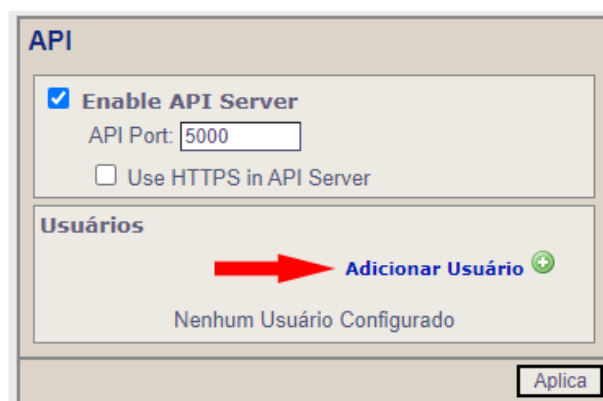 API
Enable API Server
API Port: 5000
Use HTTPS in API Server
Usuários
Adicionar Usuário
Nenhum Usuário Configurado
Aplica